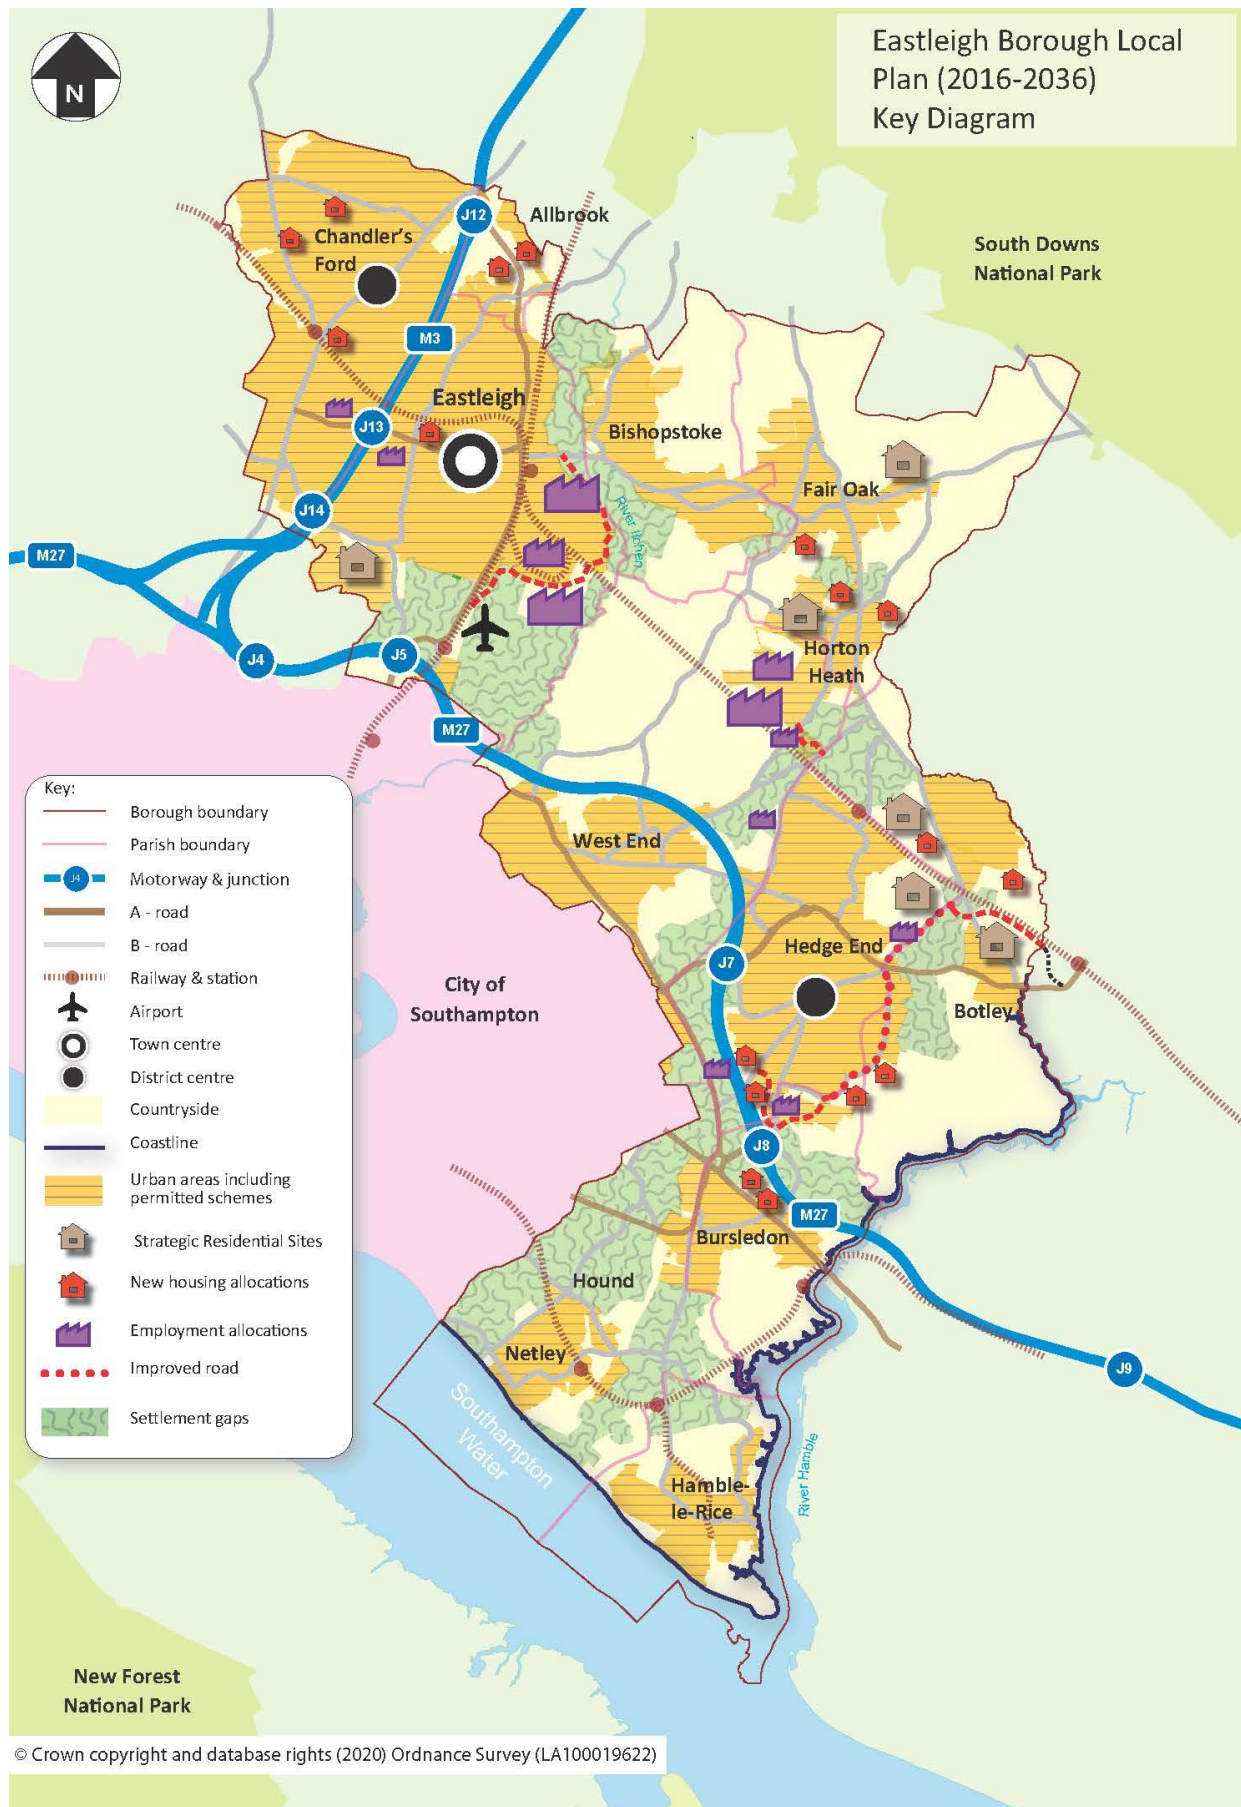 Eastleigh Borough Local
Plan (2016-2036)
Key Diagram
N
J12
Allbrook
Chandler's
Ford
South Downs
National Park
M3
Eastleigh
J13
Bishopstoke
Fair Oak
J14
River Itchen
M27
J4
J5
Horton
Heath
M27
West End
Hedge End
J7
City of
Southampton
Botley
J8
M27
Bursledon
Hound
Netley
J9
Southampton
Water
River Hamble
Hamble-
le-Rice
Key:
Borough boundary
Parish boundary
J4
Motorway & junction
A - road
B - road
Railway & station
Airport
Town centre
District centre
Countryside
Coastline
Urban areas including
permitted schemes
Strategic Residential Sites
New housing allocations
Employment allocations
Improved road
Settlement gaps
New Forest
National Park
© Crown copyright and database rights (2020) Ordnance Survey (LA100019622)